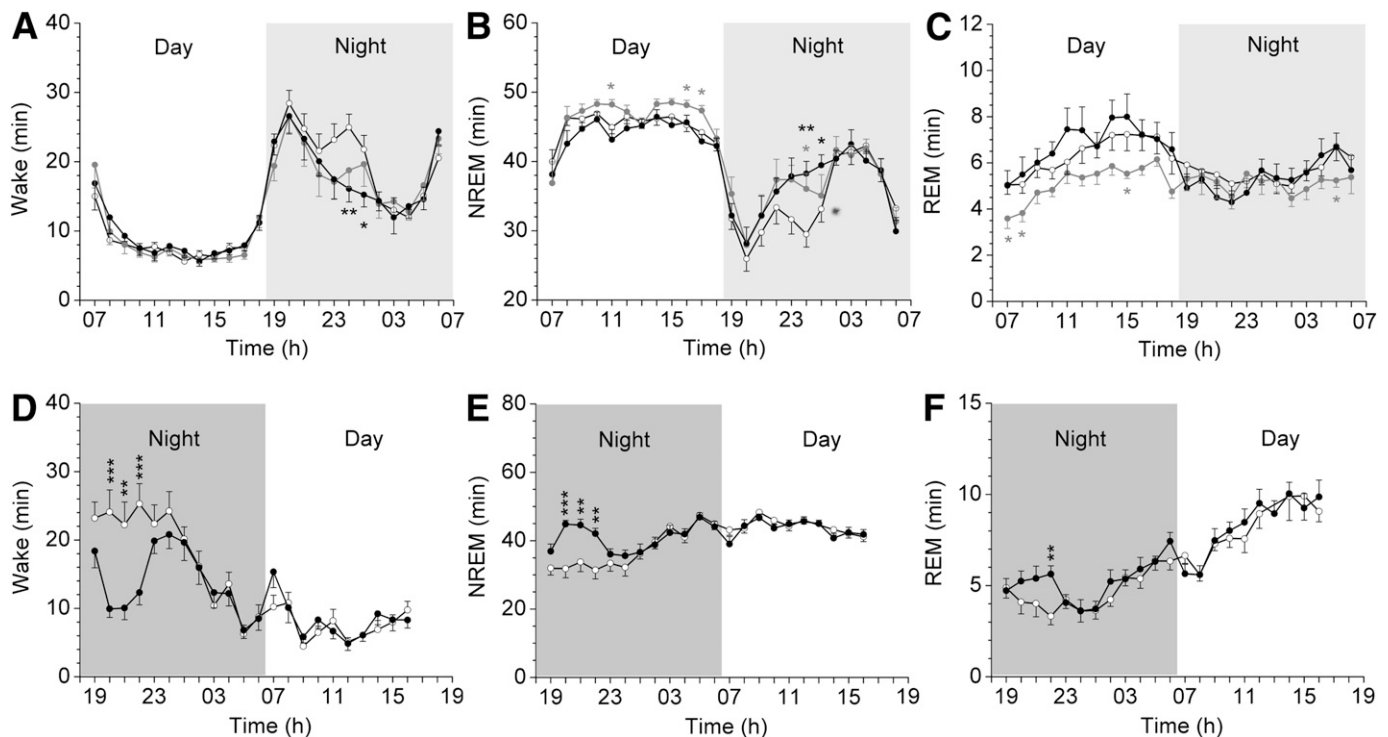 A
Wake (min)
40
30
20
10
0
Day
Night
**
*
07 11 15 19 23 03 07
Time (h)
B
NREM (min)
60
50
40
30
20
Day
Night
*
* *
** *
*
*
07 11 15 19 23 03 07
Time (h)
C
REM (min)
12
10
8
6
4
2
0
Day
Night
*
*
*
*
07 11 15 19 23 03 07
Time (h)
D
Wake (min)
40
30
20
10
0
Night
Day
***
**
***
19 23 03 07 11 15 19
Time (h)
E
NREM (min)
80
60
40
20
0
Night
Day
***
**
**
19 23 03 07 11 15 19
Time (h)
F
REM (min)
15
10
5
0
Night
Day
**
19 23 03 07 11 15 19
Time (h)